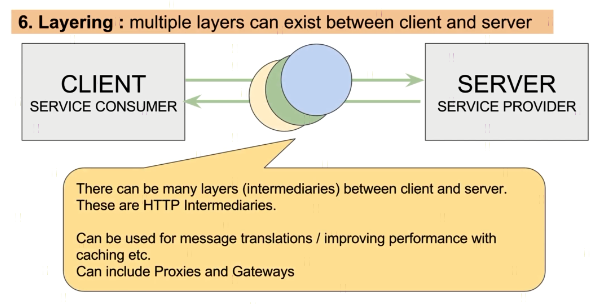 6. Layering : multiple layers can exist between client and server
CLIENT
SERVICE CONSUMER
SERVER
SERVICE PROVIDER
There can be many layers (intermediaries) between client and server.
These are HTTP Intermediaries.
Can be used for message translations / improving performance with
caching etc.
Can include Proxies and Gateways